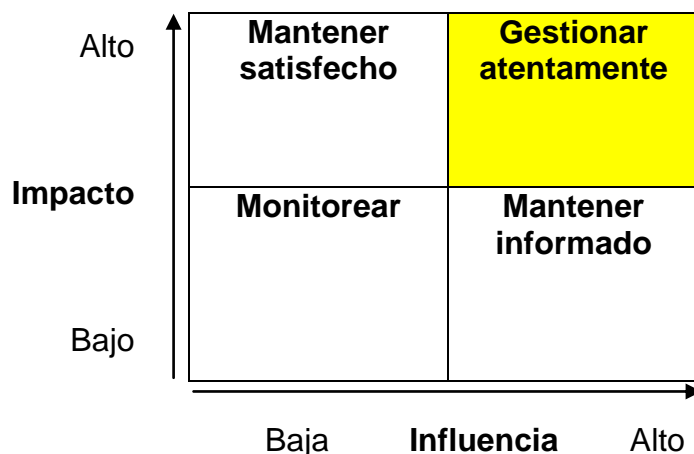 Alto
Mantener
satisfecho
Gestionar
atentamente
Impacto
Monitorear
Mantener
informado
Bajo
Baja
Influencia
Alto